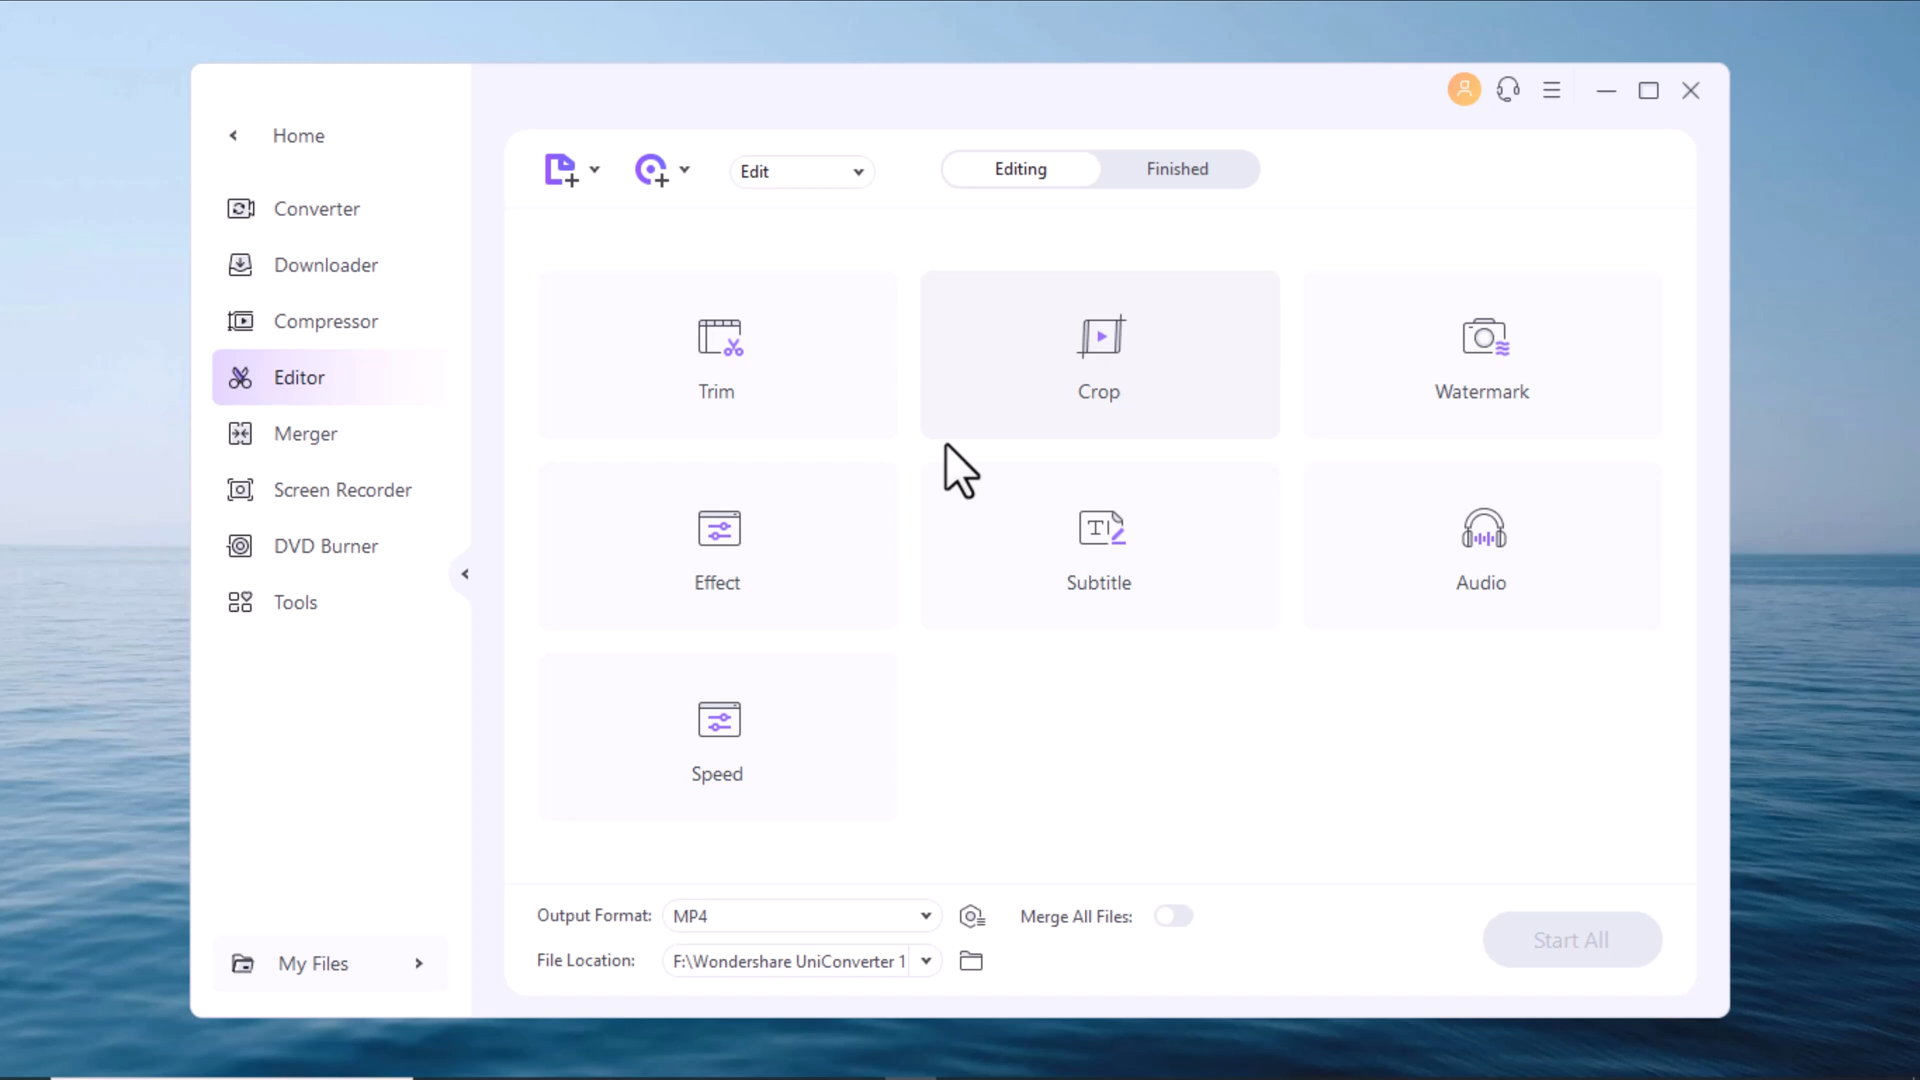 Home
Converter
Downloader
Compressor
Editor
Merger
Screen Recorder
DVD Burner
Tools
My Files
Edit
Editing
Finished
Trim
Crop
Watermark
Effect
Subtitle
Audio
Speed
Output Format:
MP4
Merge All Files:
File Location:
F:\Wondershare UniConverter 1
Start All